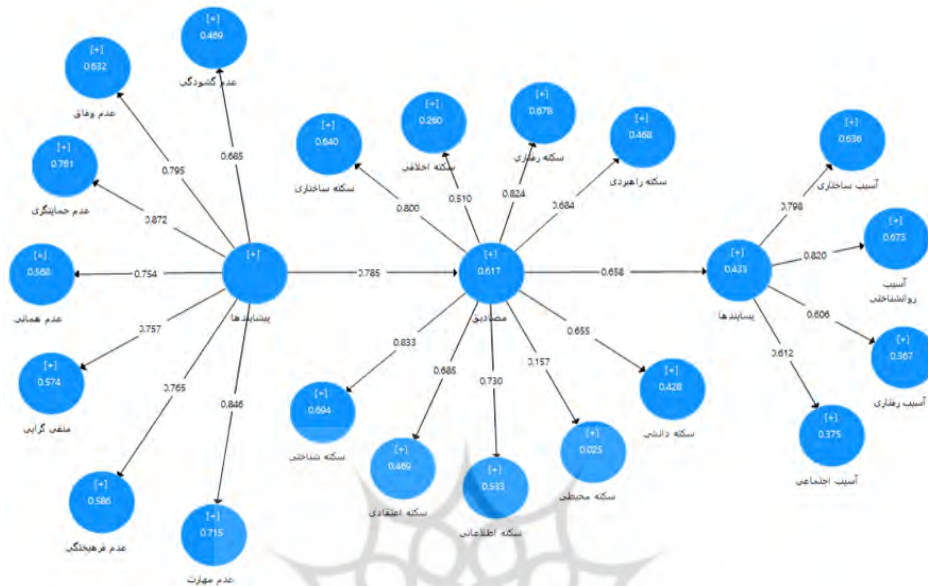 [+]
0.469
عدم گشودگی
[+]
0.632
عدم وفاق
[+]
0.761
عدم حمایتگری
[+]
0.568
عدم همانی
[+]
0.574
منفی گرایی
[+]
0.586
عدم فرهیختگی
[+]
0.715
عدم مهارت
0.685
0.795
0.872
0.754
0.757
0.765
0.846
[+]
پیشایندها
0.785
[+]
0.640
سکته ساختاری
[+]
0.260
سکته اخلاقی
[+]
0.678
سکته رفتاری
[+]
0.468
سکته راهبردی
0.800
0.510
0.824
0.684
[+]
0.617
مصادیق
0.658
0.833
0.685
0.730
0.157
0.655
[+]
0.694
سکته شناختی
[+]
0.469
سکته اعتقادی
[+]
0.533
سکته اطلاعاتی
[+]
0.025
سکته محیطی
[+]
0.428
سکته دانشی
[+]
0.433
پسایندها
0.798
0.820
0.606
0.612
[+]
0.636
آسیب ساختاری
[+]
0.673
آسیب
روانشناختی
[+]
0.367
آسیب رفتاری
[+]
0.375
آسیب اجتماعی